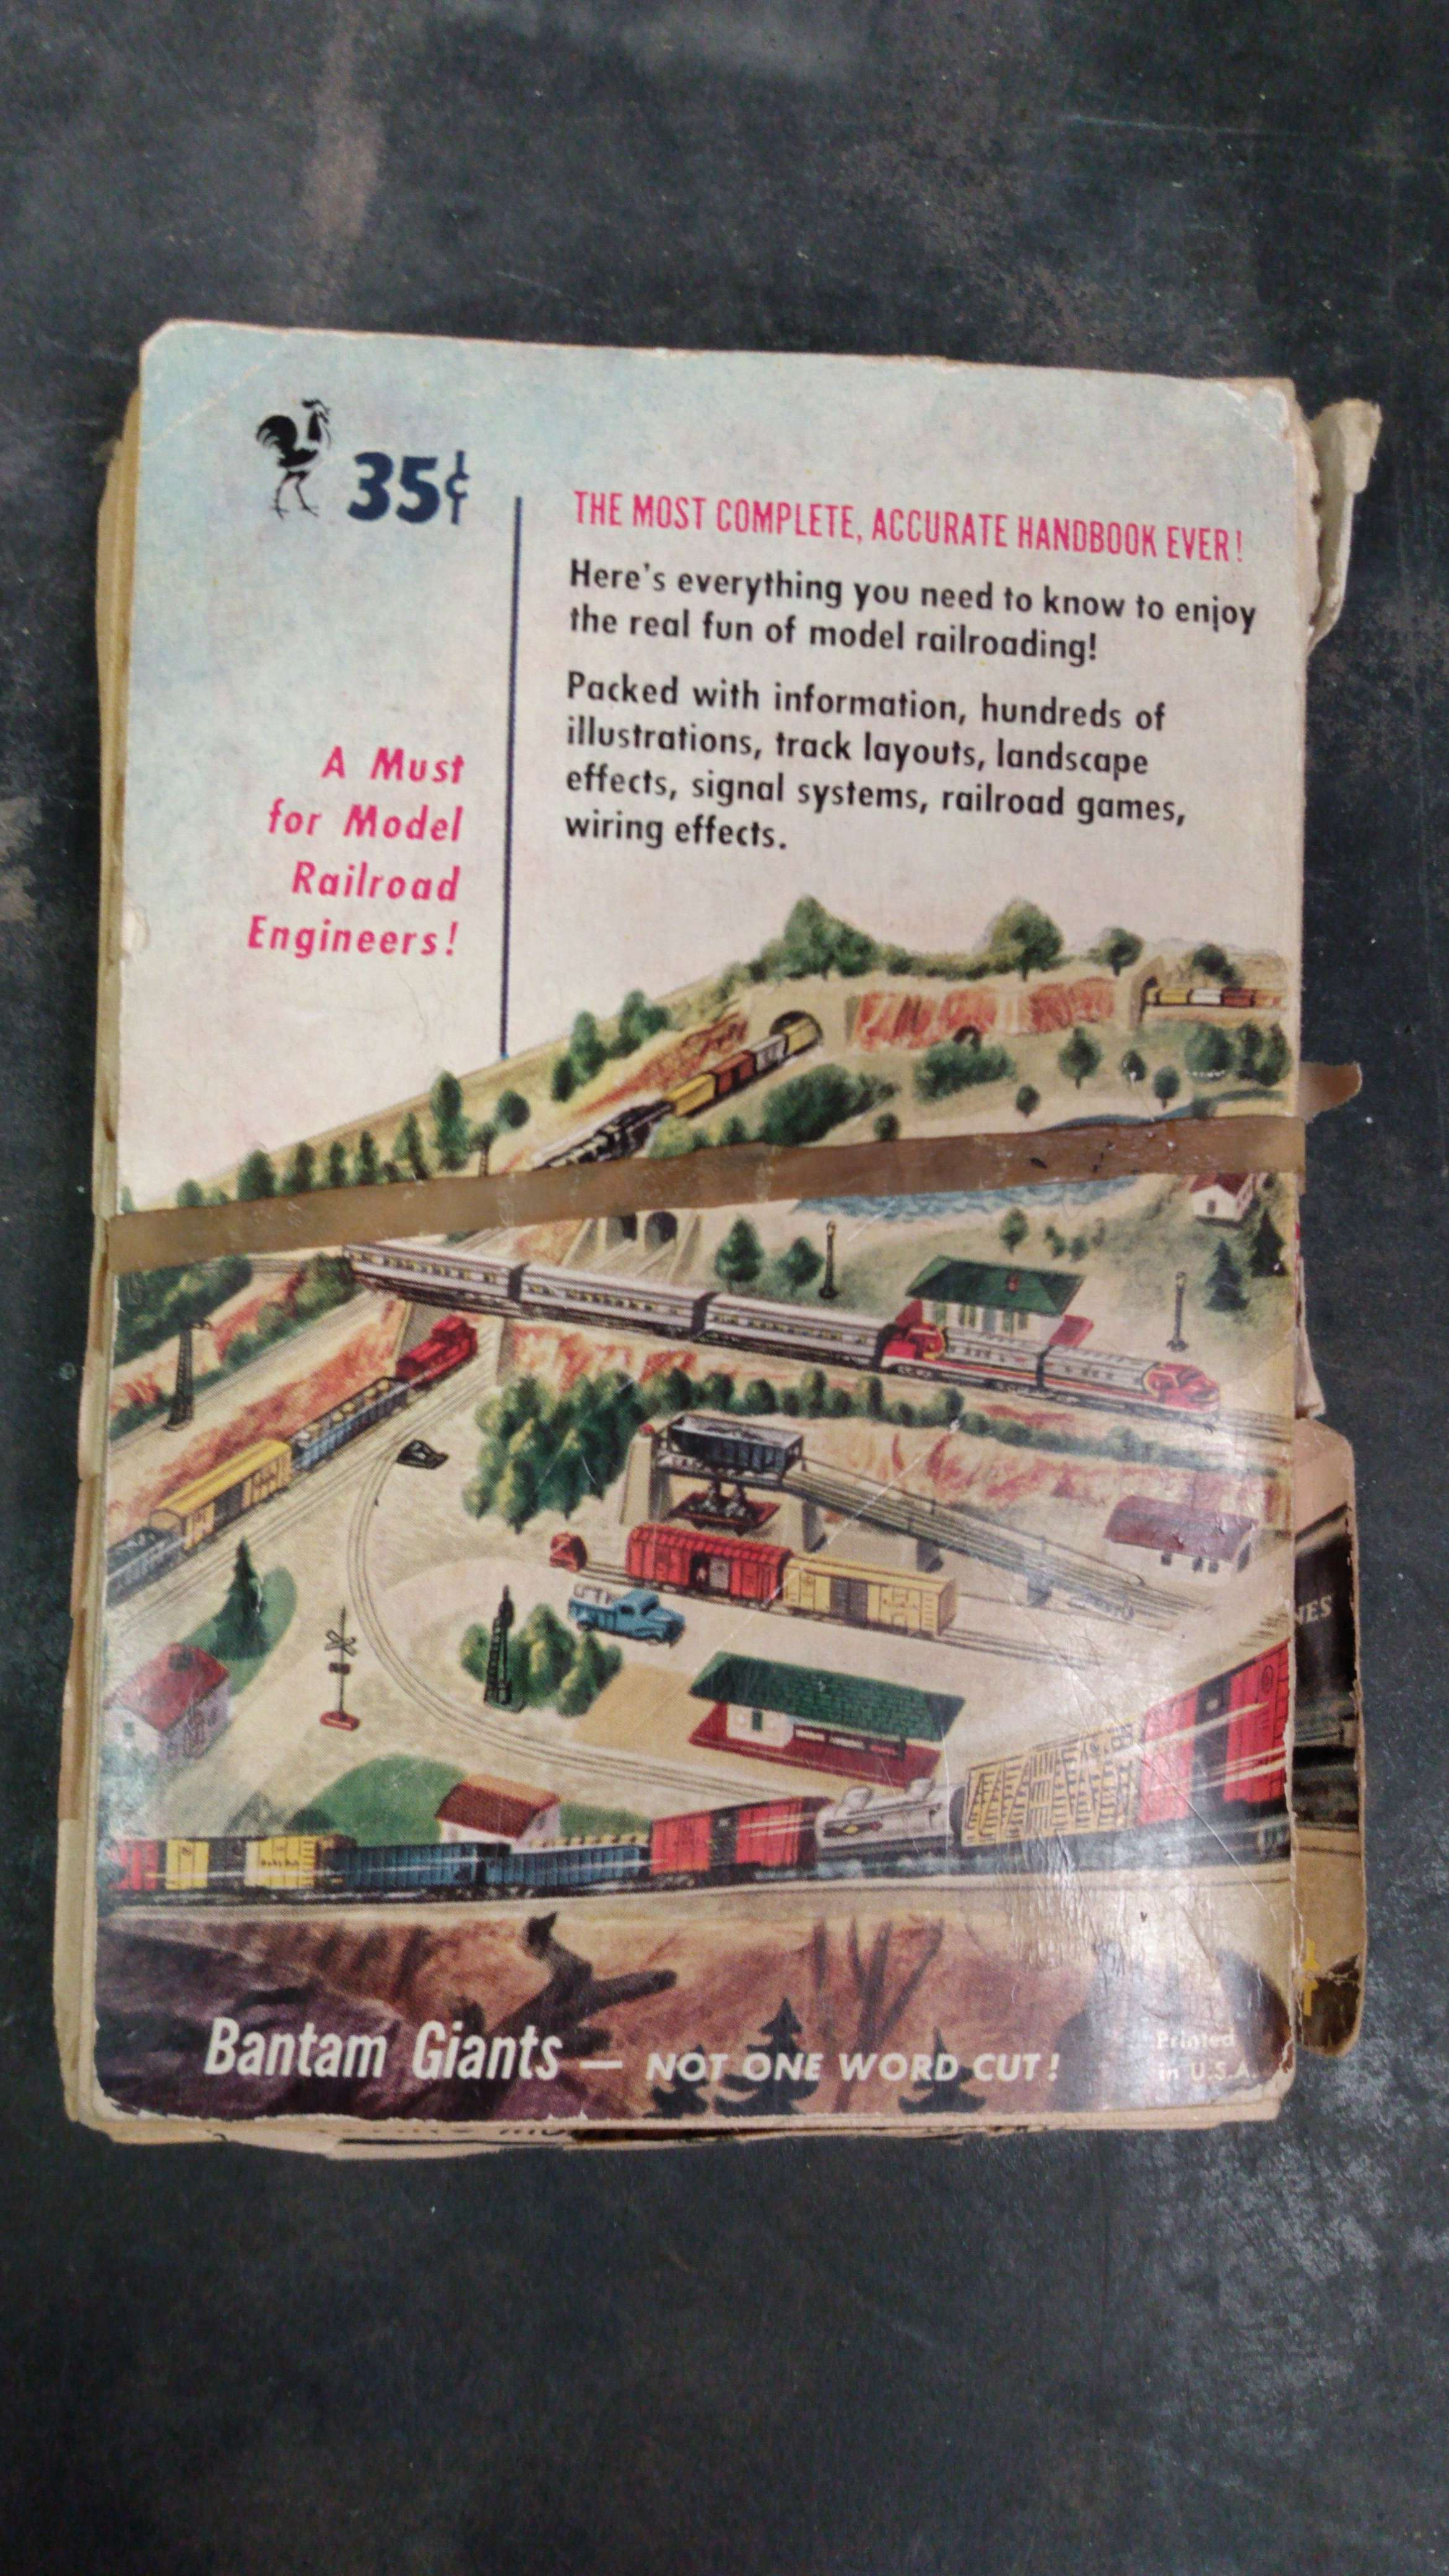 35¢
THE MOST COMPLETE, ACCURATE HANDBOOK EVER!
Here's everything you need to know to enjoy
the real fun of model railroading!
Packed with information, hundreds of
illustrations, track layouts, landscape
effects, signal systems, railroad games,
wiring effects.
A Must
for Model
Railroad
Engineers!
Bantam Giants — NOT ONE WORD CUT!
Printed
in U.S.A.